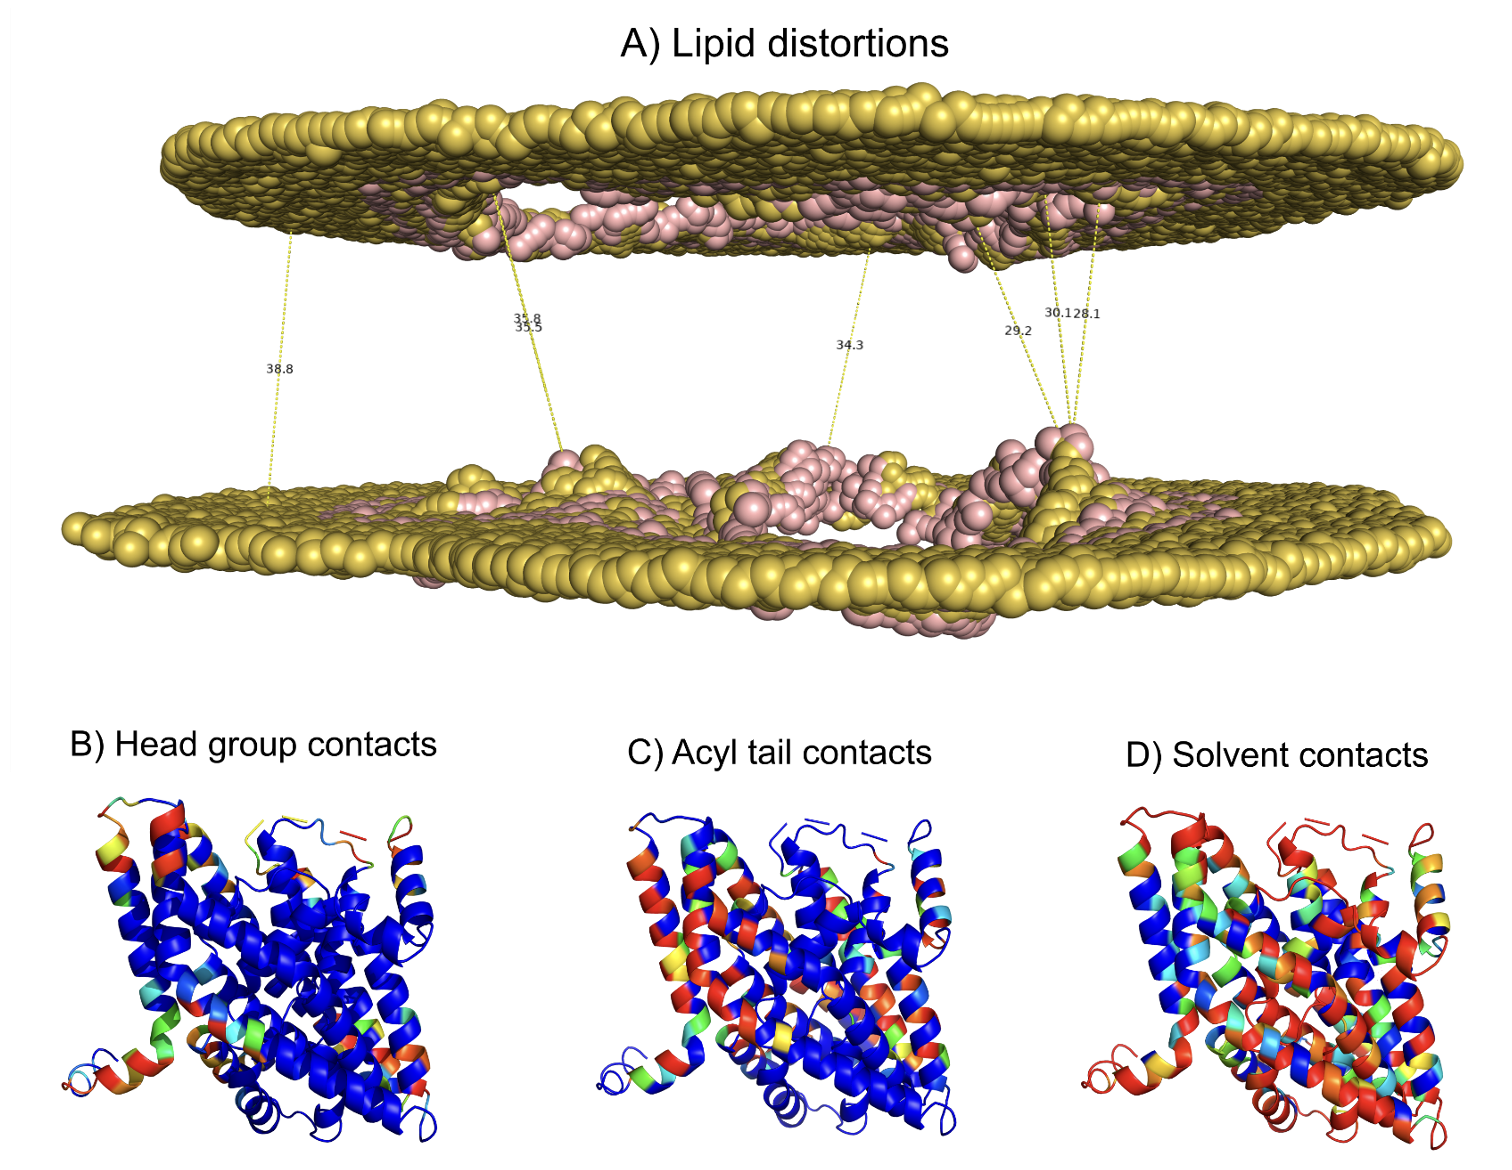 A) Lipid distortions
35.8
35.5
30.1
28.1
29.2
34.3
38.8
B) Head group contacts
C) Acyl tail contacts
D) Solvent contacts